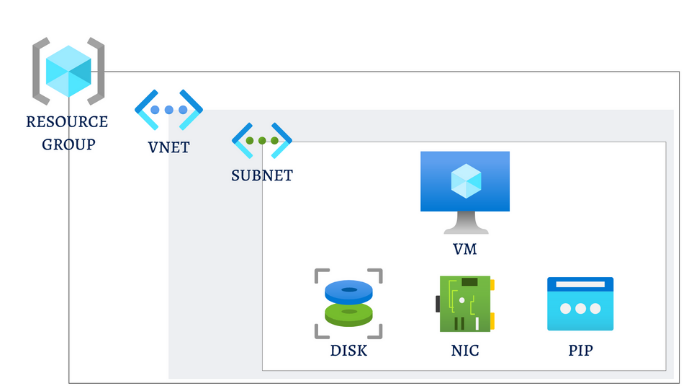 RESOURCE
GROUP
VNET
SUBNET
VM
DISK
NIC
PIP